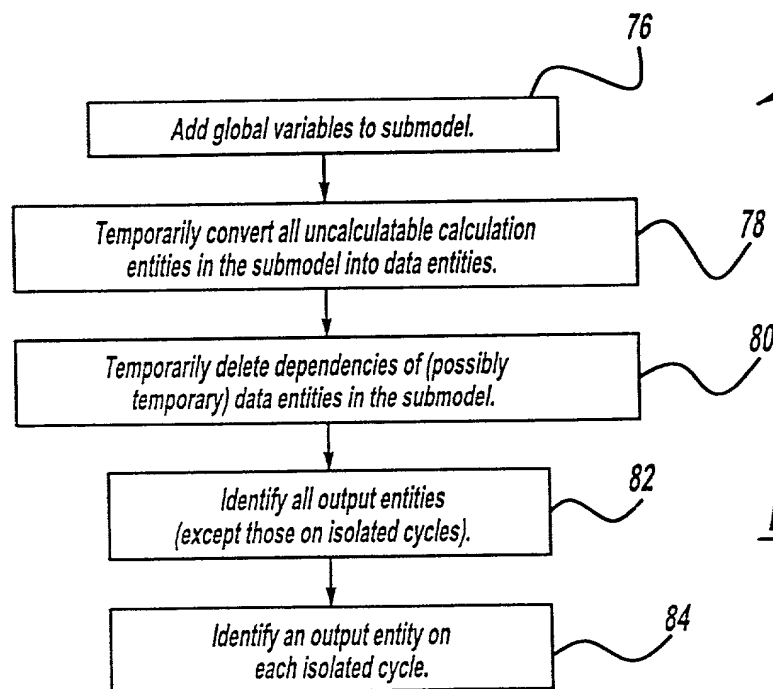 76
Add global variables to submodel.
78
Temporarily convert all uncalculatable calculation
entities in the submodel into data entities.
80
Temporarily delete dependencies of (possibly
temporary) data entities in the submodel.
82
Identify all output entities
(except those on isolated cycles).
84
Identify an output entity on
each isolated cycle.